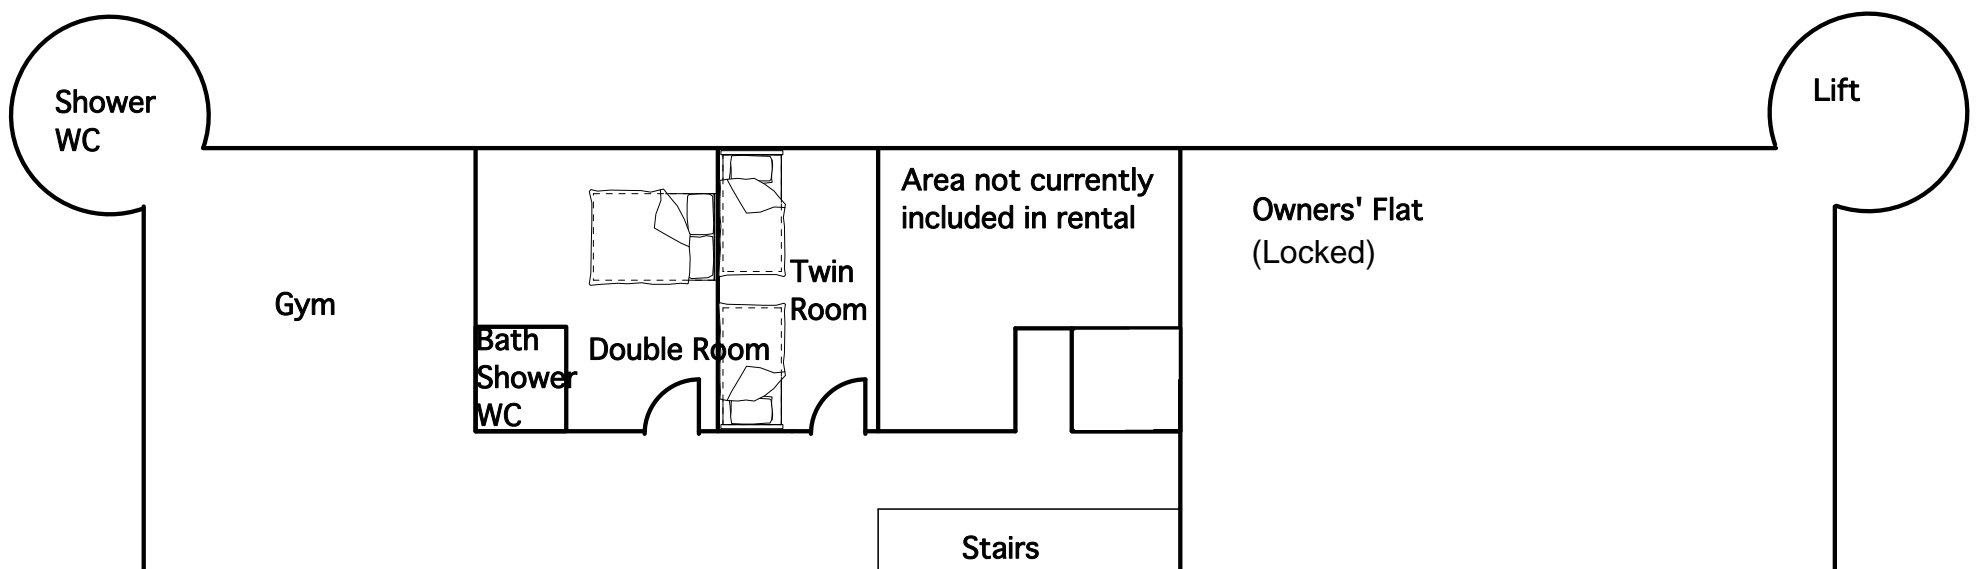 Shower
WC
Lift
Area not currently
included in rental
Owners' Flat
(Locked)
Gym
Twin
Room
Bath
Shower
WC
Double Room
Stairs